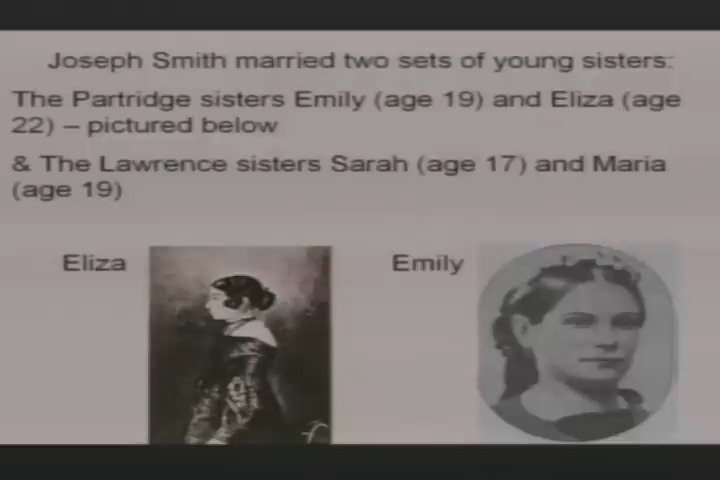 Joseph Smith married two sets of young sisters:
The Partridge sisters Emily (age 19) and Eliza (age
22) – pictured below
& The Lawrence sisters Sarah (age 17) and Maria
(age 19)
Eliza
Emily